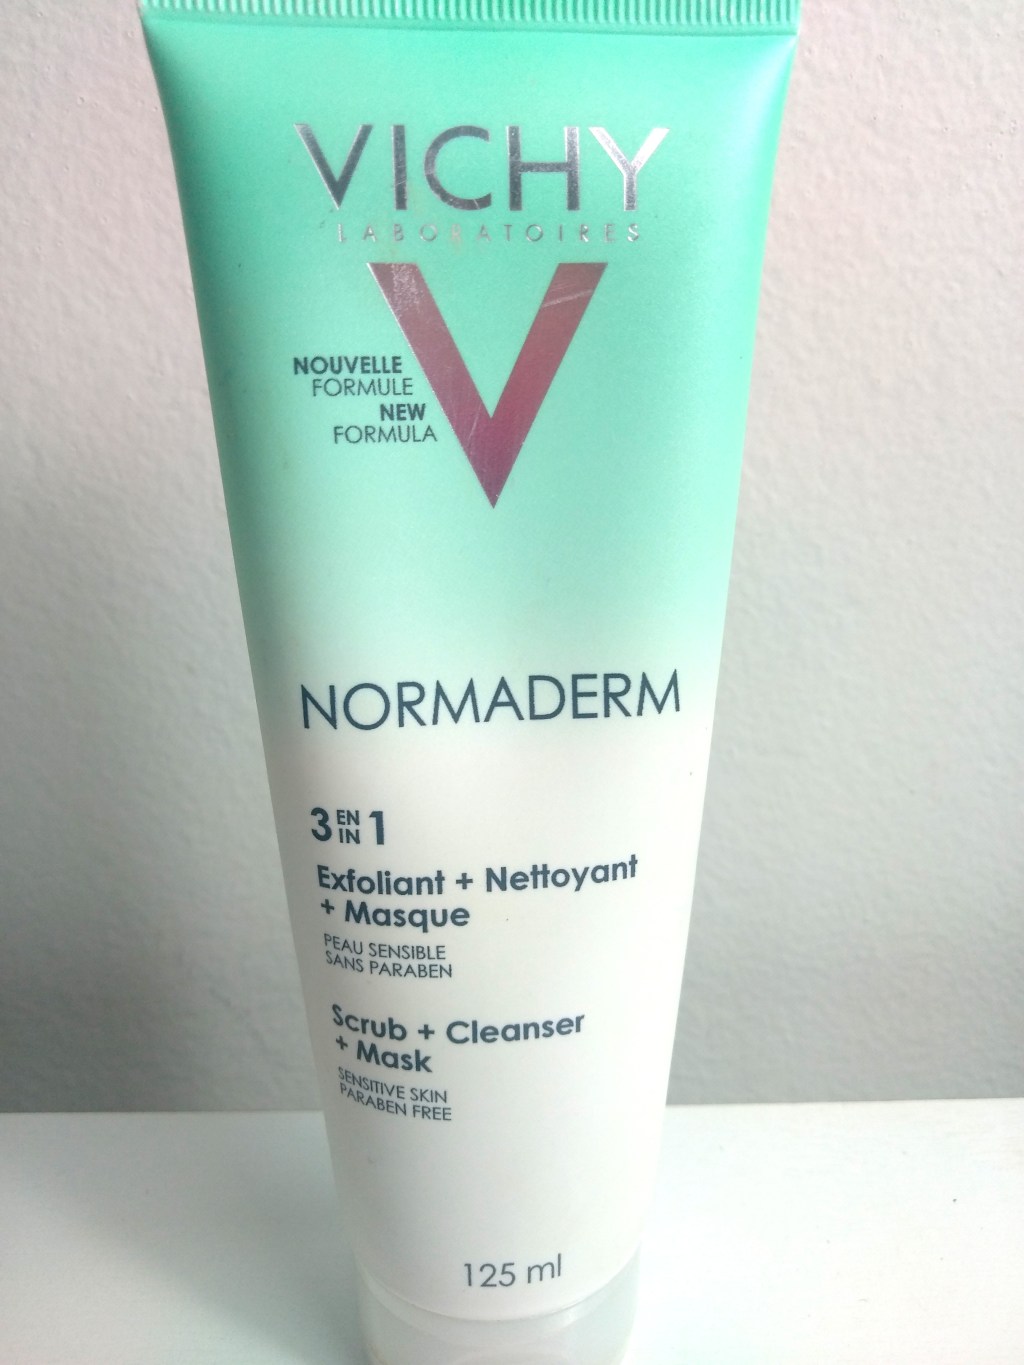 VICHY
LABORATOIRES
NOUVELLE
FORMULE
NEW
FORMULA
NORMADERM
3 EN IN 1
Exfoliant + Nettoyant
+ Masque
PEAU SENSIBLE
SANS PARABEN
Scrub + Cleanser
+ Mask
SENSITIVE SKIN
PARABEN FREE
125 ml